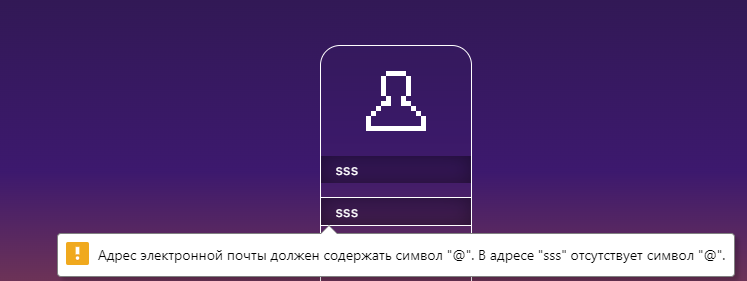 sss
sss
Адрес электронной почты должен содержать символ "@". В адресе "sss" отсутствует символ "@".